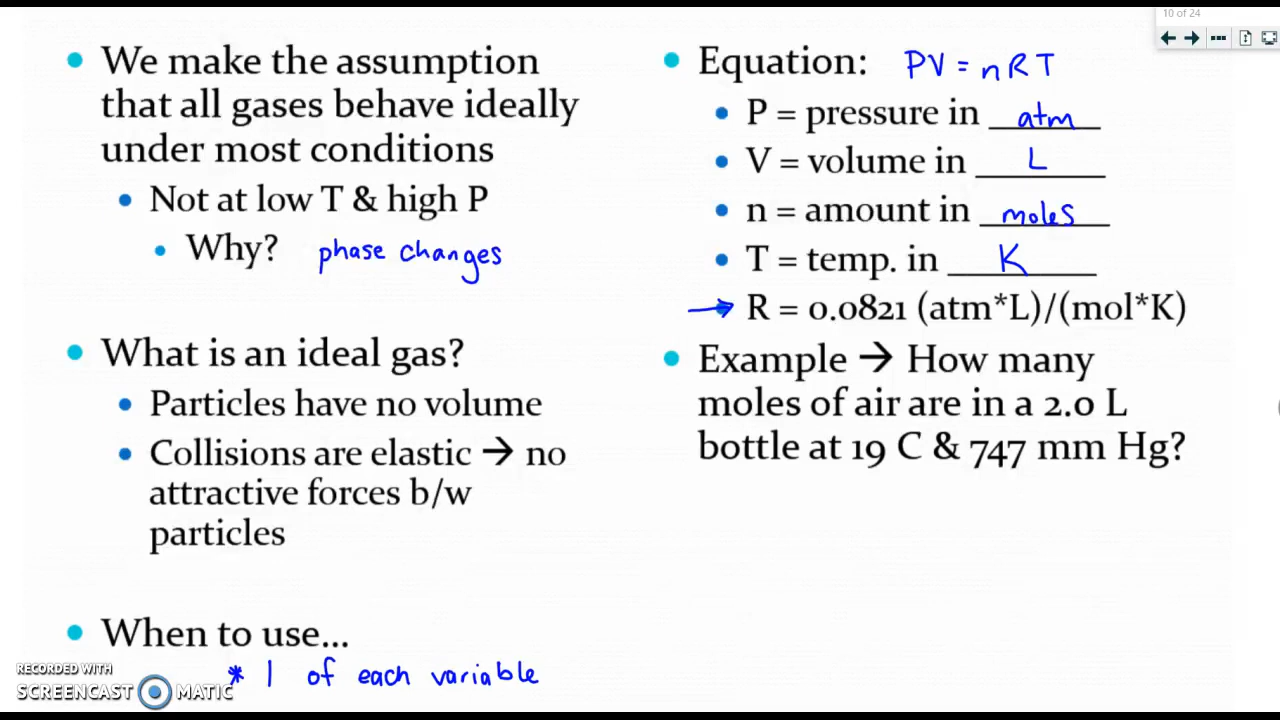 10 of 24
We make the assumption
that all gases behave ideally
under most conditions
Not at low T & high P
Why? phase changes
What is an ideal gas?
Particles have no volume
Collisions are elastic → no
attractive forces b/w
particles
When to use...
* 1 of each variable
Equation: PV = nRT
P = pressure in atm
V = volume in L
n = amount in moles
T = temp. in K
→ R = 0.0821 (atm*L)/(mol*K)
Example → How many
moles of air are in a 2.0 L
bottle at 19 C & 747 mm Hg?
RECORDED WITH
SCREENCAST MATIC